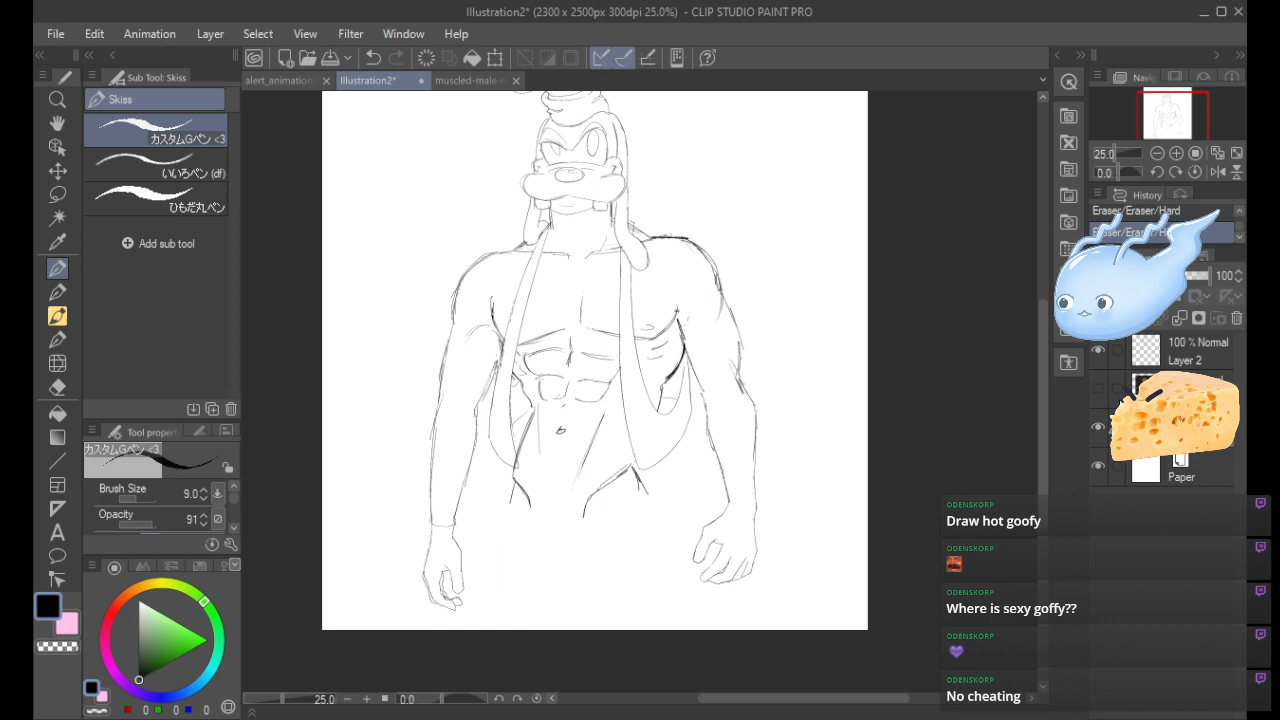 Illustration2* (2300 x 2500px 300dpi 25.0%) - CLIP STUDIO PAINT PRO
File Edit Animation Layer Select View Filter Window Help
Sub Tool: Skiss
alert_animation Illustration2* muscled-male-
Skiss
カスタムGペン <3
いいろペン (df)
ひもだ丸ペン
Add sub tool
Tool proper
カスタムGペン <3
Brush Size 9.0
Opacity 91
25.0
0.0
0 0 0
Navi
25.0
0.0
History
Eraser/Eraser/Hard
100
100 % Normal
Layer 2
Paper
ODENSKORP
Draw hot goofy
ODENSKORP
ODENSKORP
Where is sexy goffy??
ODENSKORP
ODENSKORP
No cheating